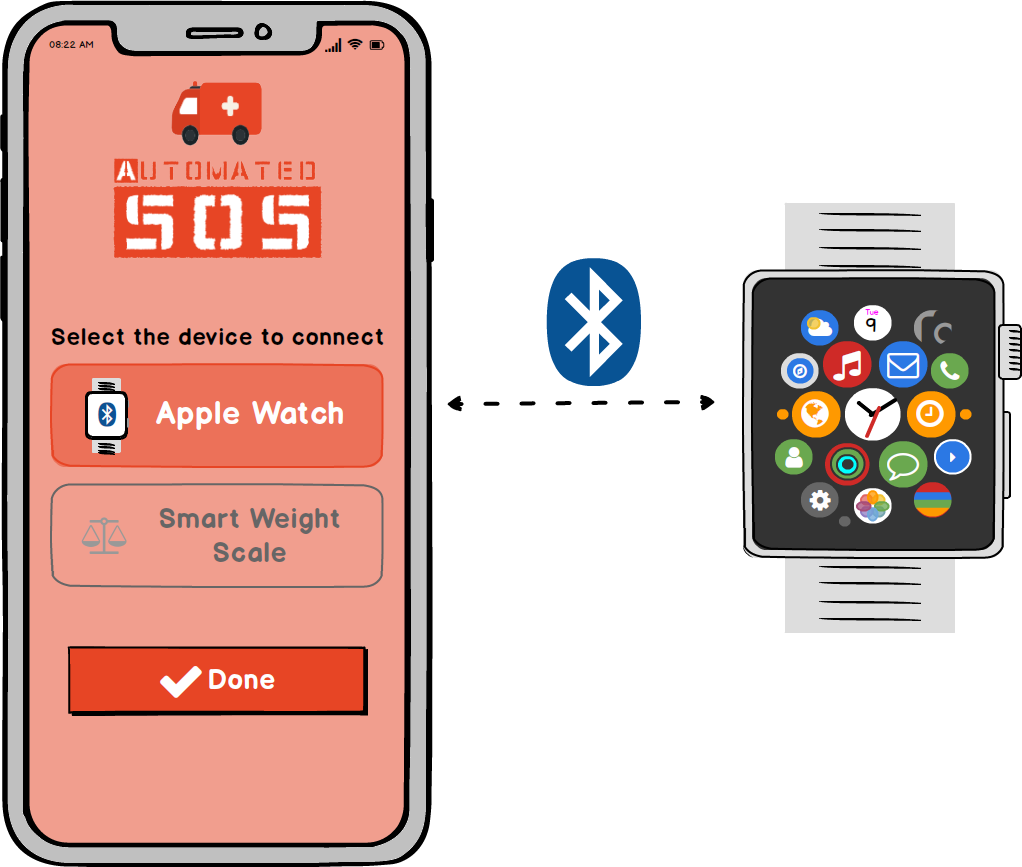 08:22 AM
AUTOMATED
SOS
Select the device to connect
Apple Watch
Smart Weight
Scale
Done
Tue
9